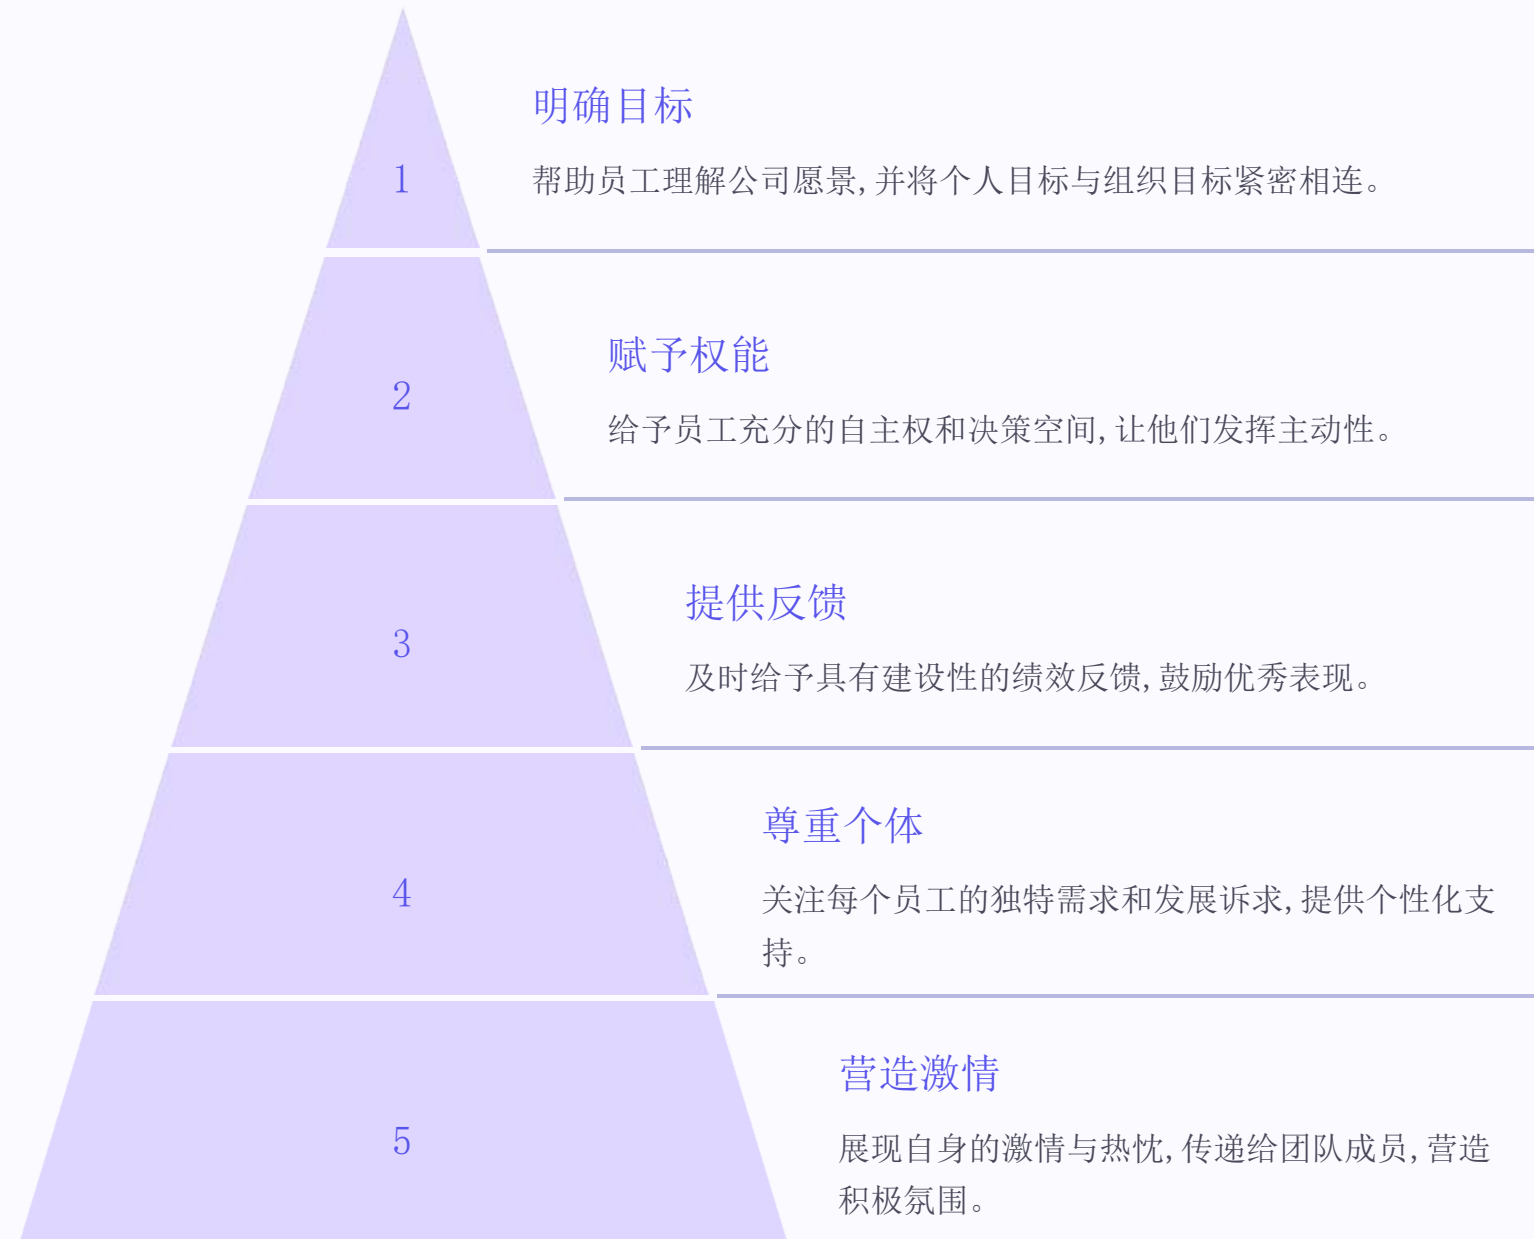 明确目标
1
帮助员工理解公司愿景,并将个人目标与组织目标紧密相连。
赋予权能
2
给予员工充分的自主权和决策空间,让他们发挥主动性。
提供反馈
3
及时给予具有建设性的绩效反馈,鼓励优秀表现。
尊重个体
4
关注每个员工的独特需求和发展诉求,提供个性化支
持。
营造激情
5
展现自身的激情与热忱,传递给团队成员,营造
积极氛围。